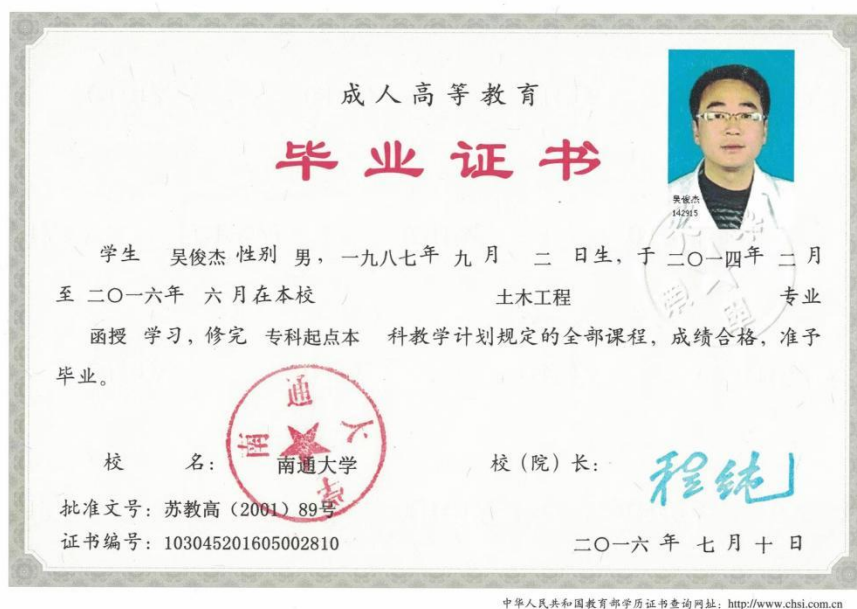 成人高等教育
毕业证书
吴俊杰
142915
学生 吴俊杰 性别 男，一九八七年 九 月 二 日生，于 二〇一四年 二 月
至 二〇一六年 六 月在本校 土木工程 专业
函授 学习，修完 专科起点本 科教学计划规定的全部课程，成绩合格，准予
毕业。
南通大学
校 名： 南通大学 校（院）长： 程纯
批准文号：苏教高（2001）89号
证书编号：103045201605002810 二〇一六 年 七 月 十 日
中华人民共和国教育部学历证书查询网址：http://www.chsi.com.cn